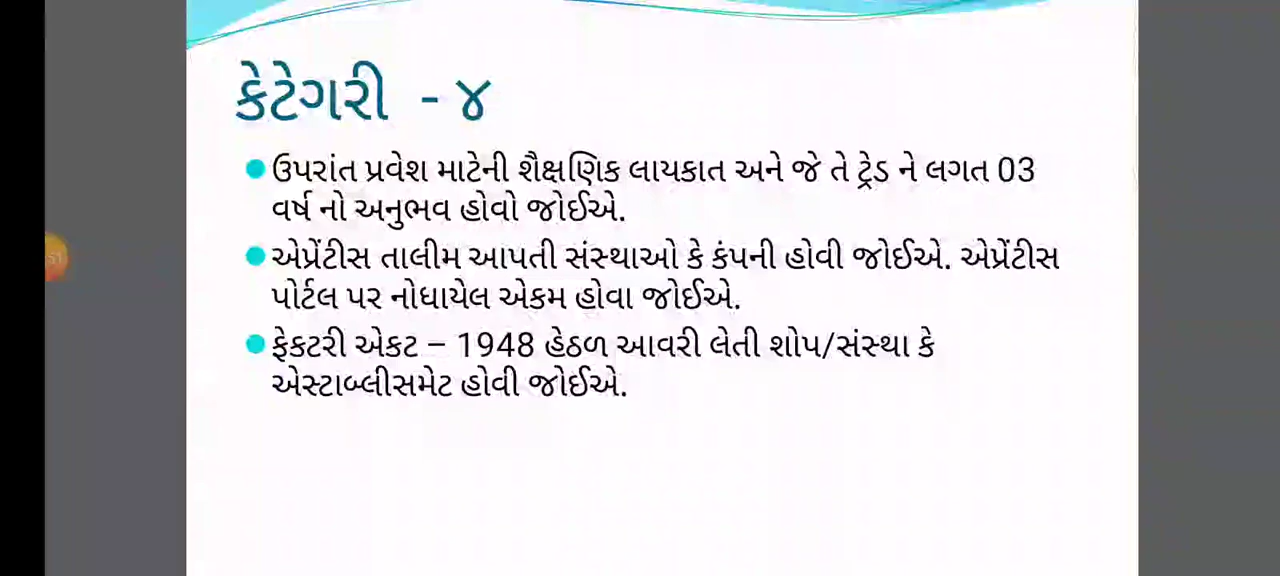 કેટેગરી - ૪
ઉપરાંત પ્રવેશ માટેની શૈક્ષણિક લાયકાત અને જે તે ટ્રેડ ને લગત 03
વર્ષ નો અનુભવ હોવો જોઈએ.
એપ્રેંટીસ તાલીમ આપતી સંસ્થાઓ કે કંપની હોવી જોઈએ. એપ્રેંટીસ
પોર્ટલ પર નોધાયેલ એકમ હોવા જોઈએ.
ફેકટરી એકટ – 1948 હેઠળ આવરી લેતી શોપ/સંસ્થા કે
એસ્ટાબ્લીસમેટ હોવી જોઈએ.